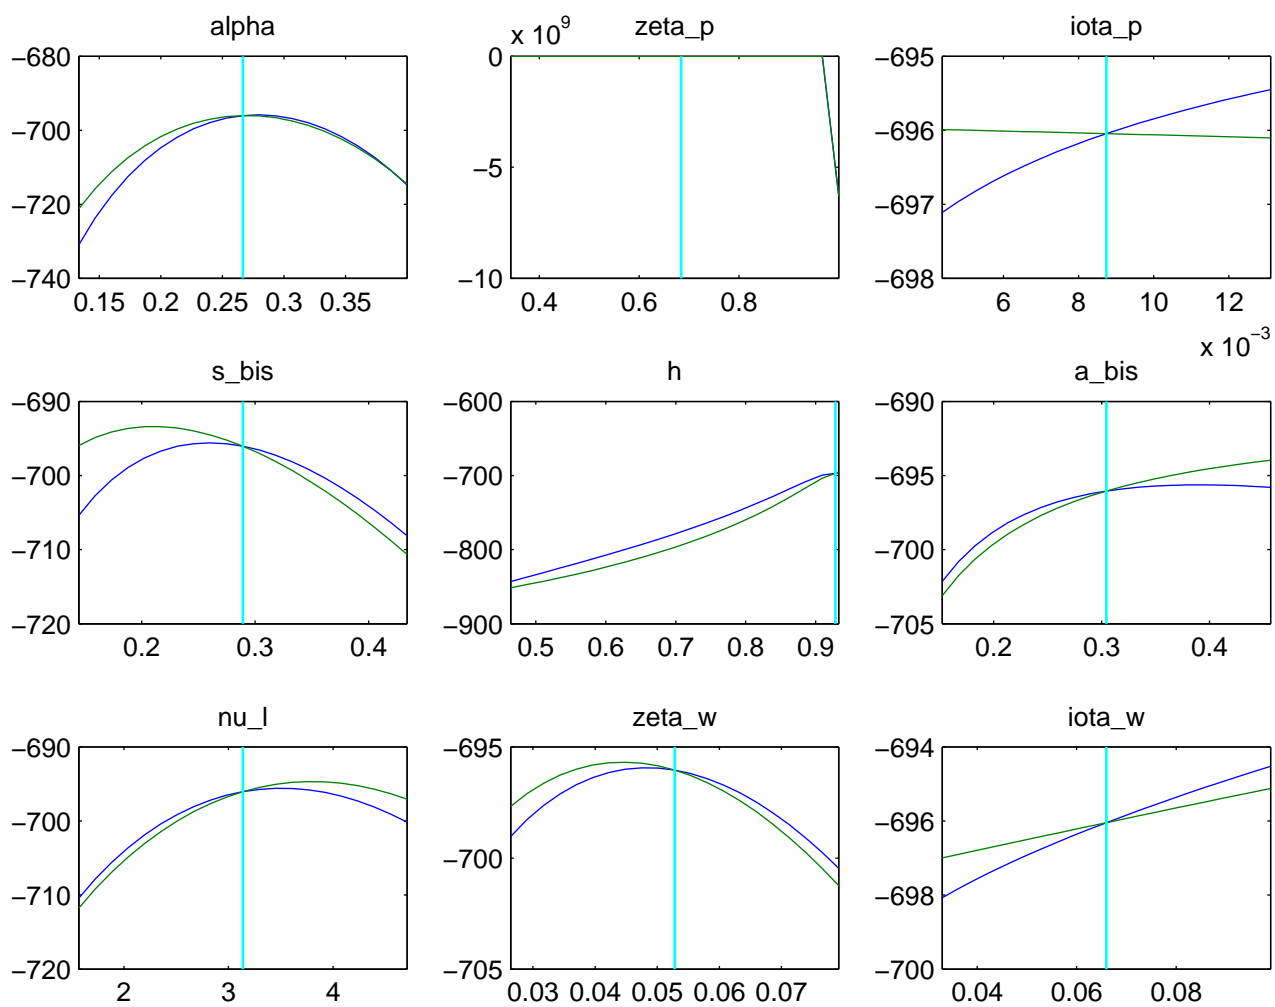 alpha
−680
−700
−720
−740
0.15 0.2 0.25 0.3 0.35
x 10^9
zeta_p
0
−5
−10
0.4 0.6 0.8
iota_p
−695
−696
−697
−698
6 8 10 12
x 10^−3
s_bis
−690
−700
−710
−720
0.2 0.3 0.4
h
−600
−700
−800
−900
0.5 0.6 0.7 0.8 0.9
a_bis
−690
−695
−700
−705
0.2 0.3 0.4
nu_l
−690
−700
−710
−720
2 3 4
zeta_w
−695
−700
−705
0.03 0.04 0.05 0.06 0.07
iota_w
−694
−696
−698
−700
0.04 0.06 0.08